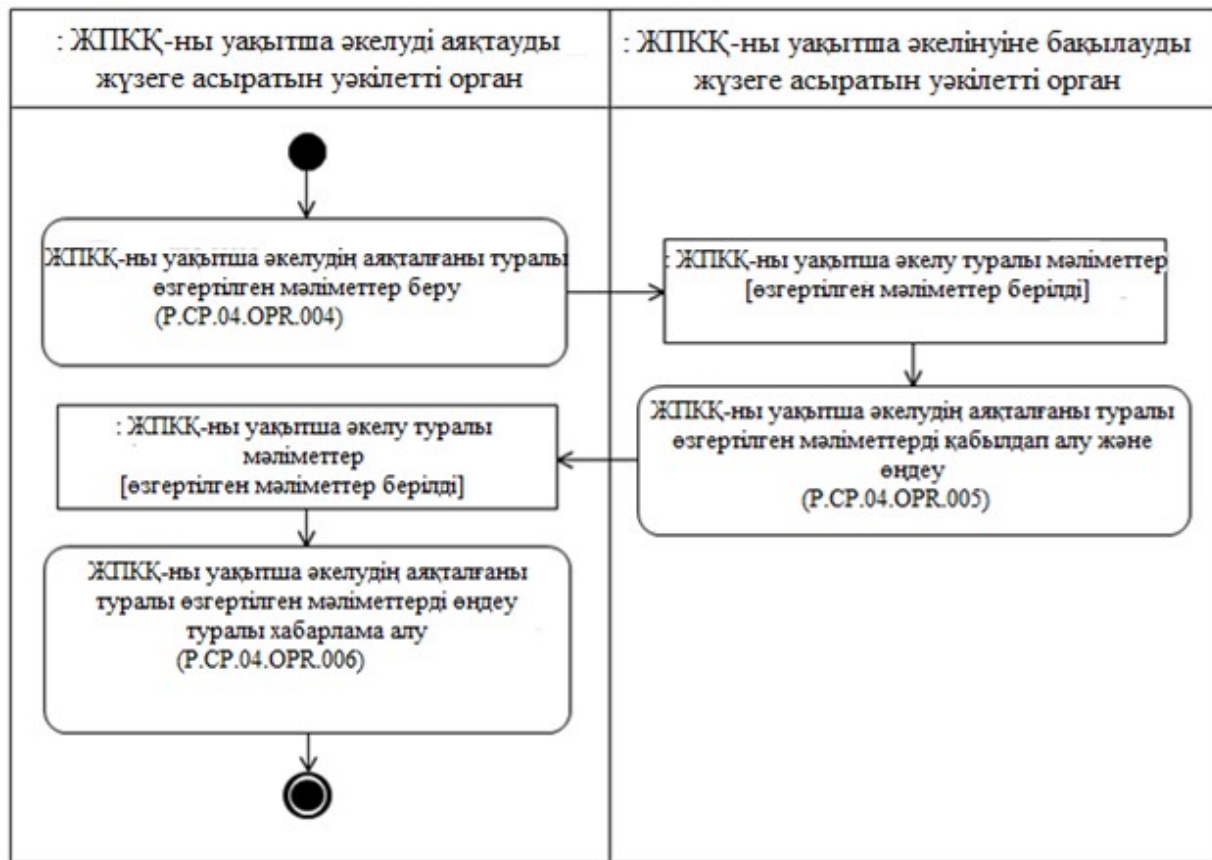 : ЖПКҚ-ны уақытша әкелуді аяқтауды
жүзеге асыратын уәкілетті орган
: ЖПКҚ-ны уақытша әкелінуіне бақылауды
жүзеге асыратын уәкілетті орган
ЖПКҚ-ны уақытша әкелудің аяқталғаны туралы
өзгертілген мәліметтер беру
(P.CP.04.OPR.004)
: ЖПКҚ-ны уақытша әкелу туралы мәліметтер
[өзгертілген мәліметтер берілді]
ЖПКҚ-ны уақытша әкелудің аяқталғаны туралы
өзгертілген мәліметтерді қабылдап алу және
өңдеу
(P.CP.04.OPR.005)
: ЖПКҚ-ны уақытша әкелу туралы
мәліметтер
[өзгертілген мәліметтер берілді]
ЖПКҚ-ны уақытша әкелудің аяқталғаны
туралы өзгертілген мәліметтерді өңдеу
туралы хабарлама алу
(P.CP.04.OPR.006)